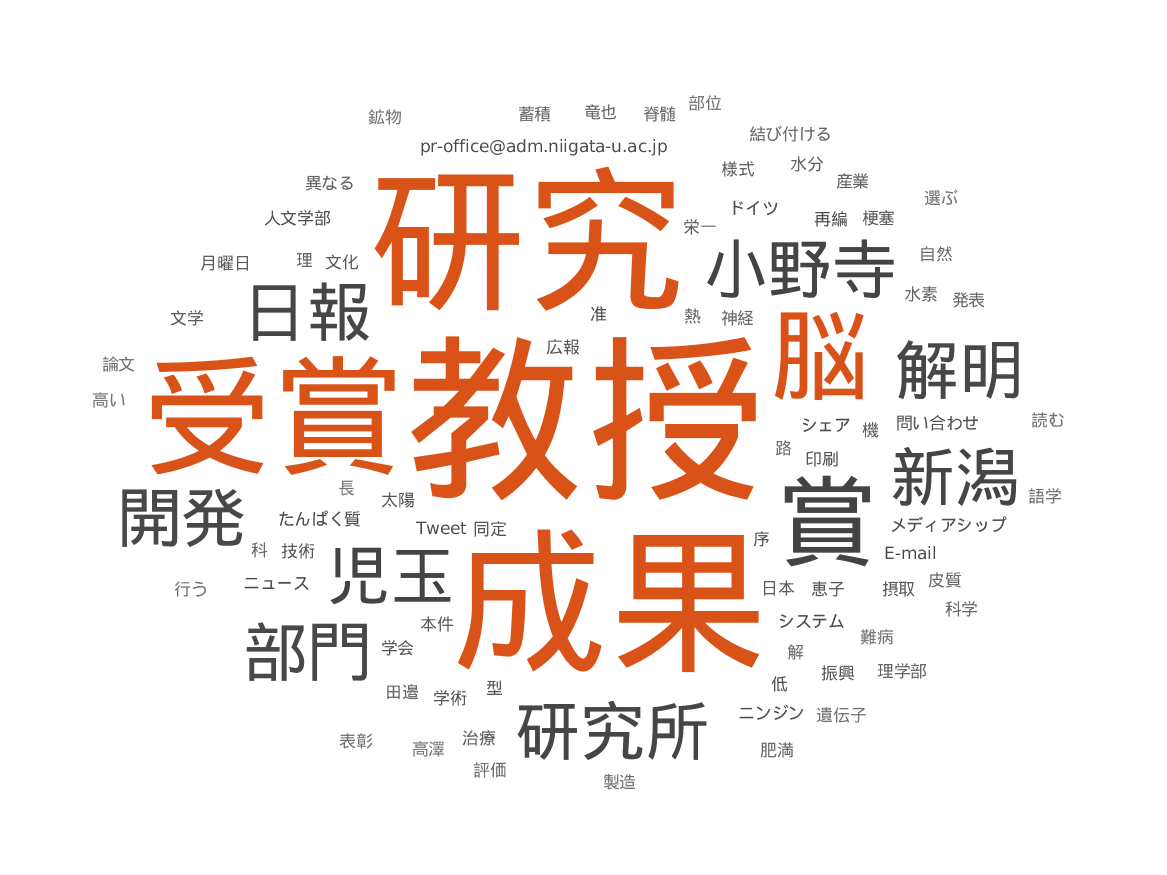 部位
鉱物
蓄積
竜也
脊髄
結び付ける
pr-office@adm.niigata-u.ac.jp
水分
様式
産業
異なる
選ぶ
ドイツ
人文学部
再編
梗塞
栄一
研究
自然
月曜日
理
文化
小野寺
水素
発表
日報
准
熱
神経
文学
広報
脳
論文
解明
高い
受賞
教授
読む
シェア
機
問い合わせ
路
印刷
新潟
長
語学
太陽
開発
たんぱく質
賞
メディアシップ
Tweet
同定
序
科
技術
E-mail
児玉
ニュース
行う
成果
日本
恵子
摂取
皮質
科学
本件
システム
難病
部門
学会
解
振興
理学部
低
田邉
学術
型
ニンジン
遺伝子
研究所
表彰
高澤
治療
肥満
評価
製造